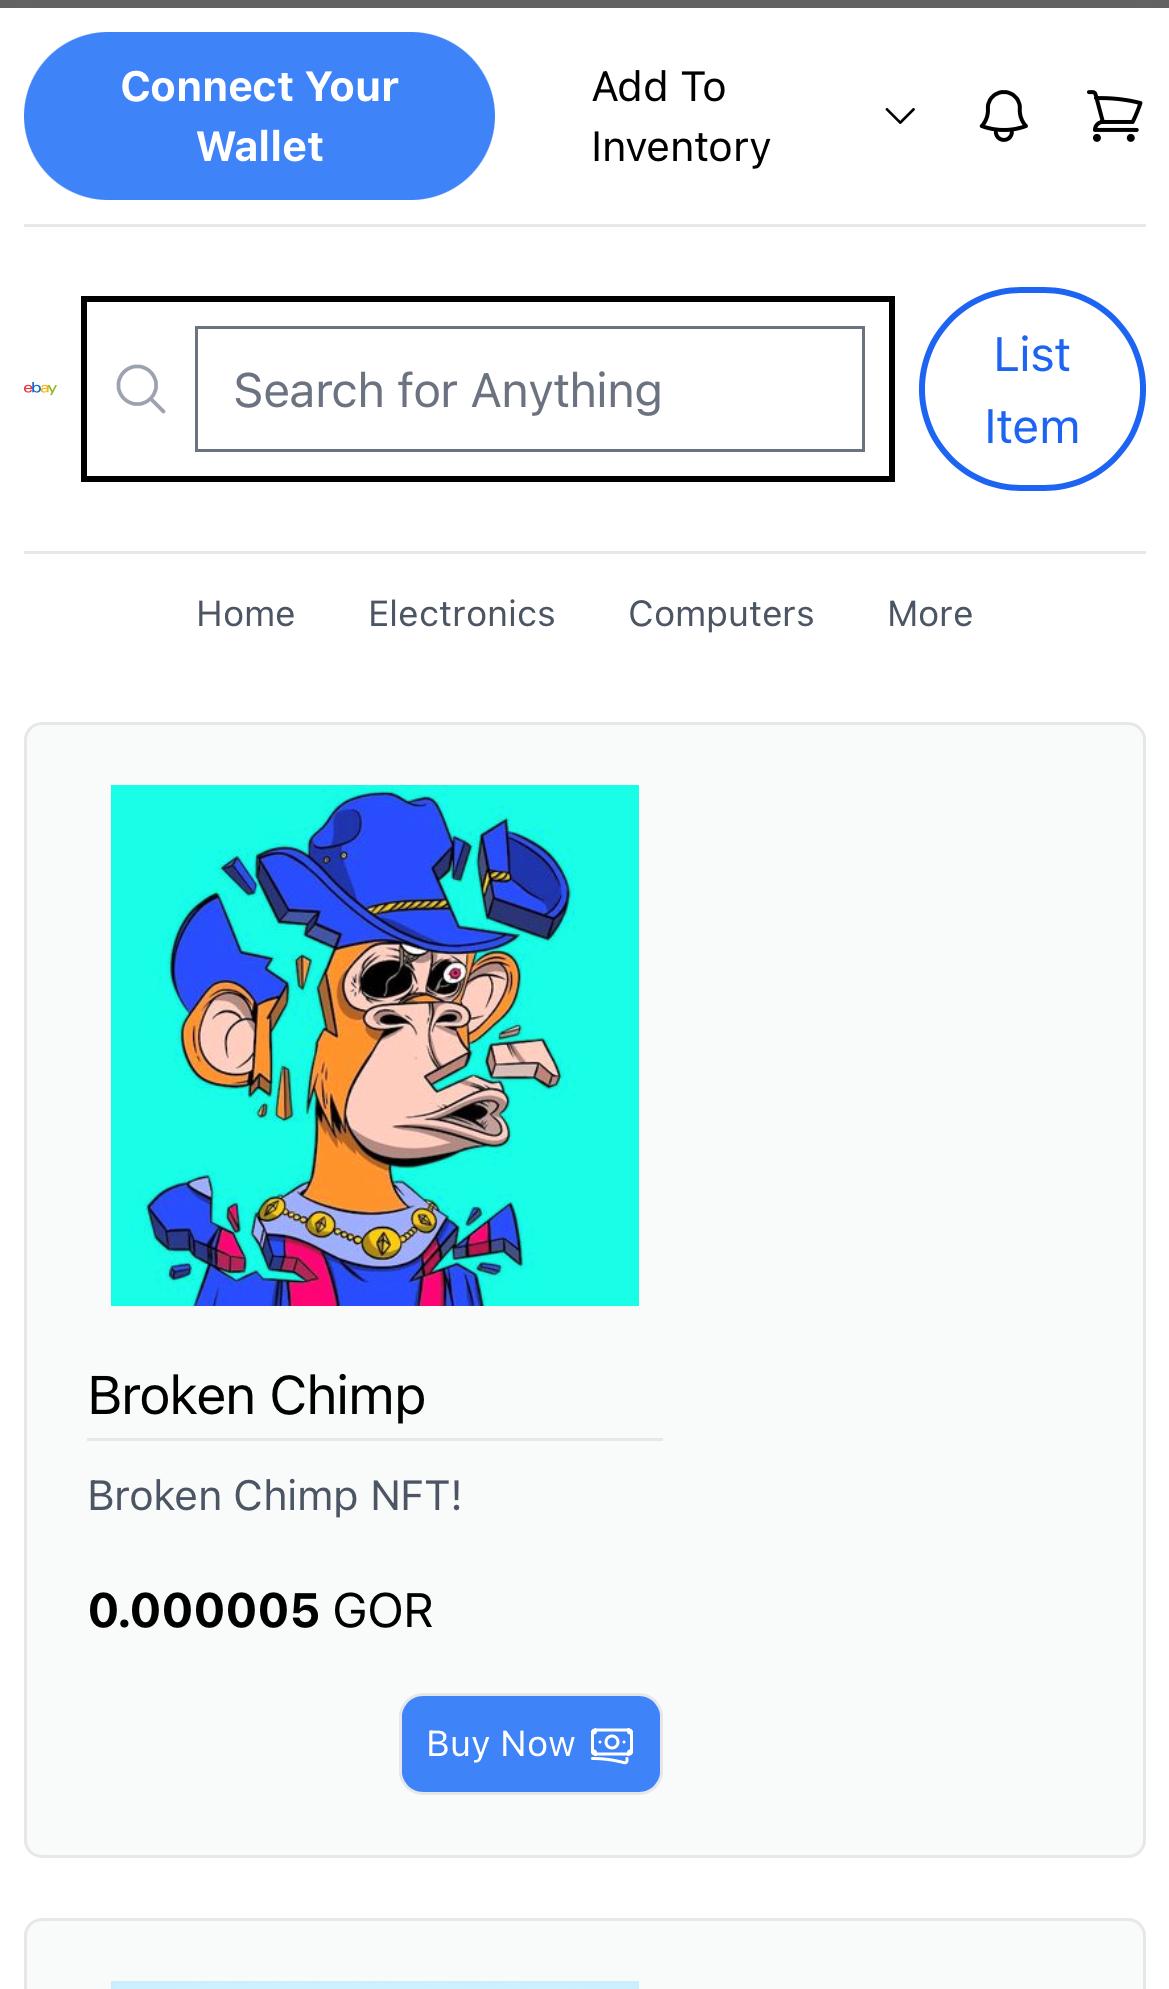 Connect Your
Wallet
Add To
Inventory
ebay
Search for Anything
List
Item
Home Electronics Computers More
Broken Chimp
Broken Chimp NFT!
0.000005 GOR
Buy Now